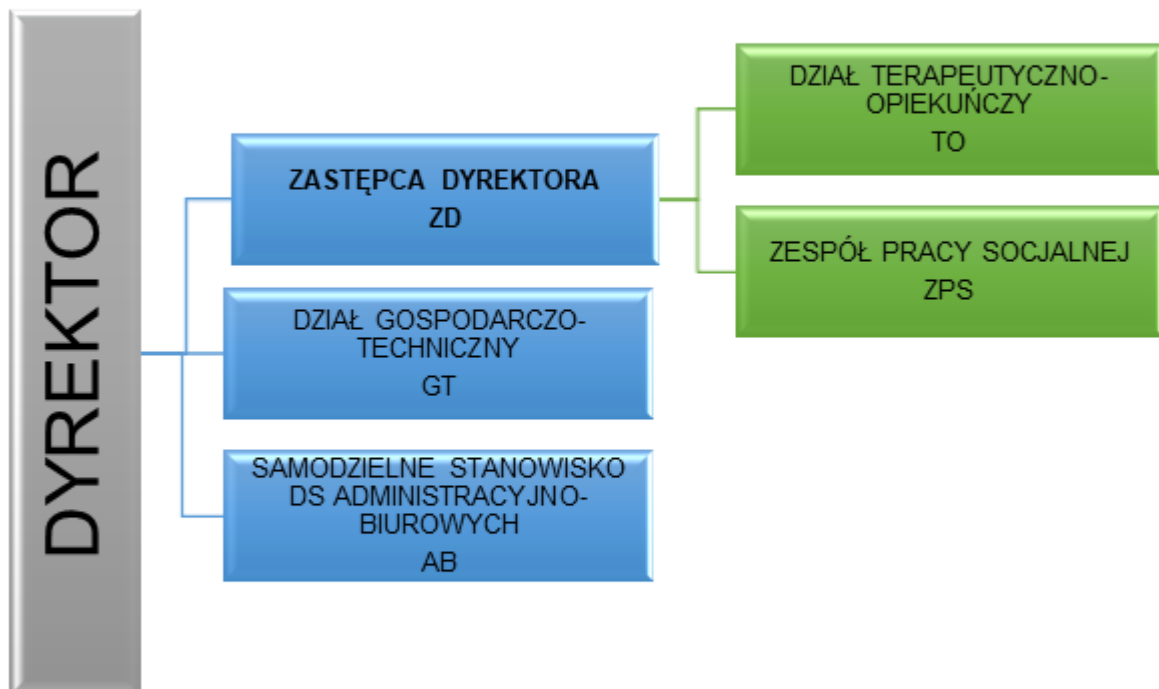 DYREKTOR
ZASTĘPCA DYREKTORA
ZD
DZIAŁ GOSPODARCZO-
TECHNICZNY
GT
SAMODZIELNE STANOWISKO
DS ADMINISTRACYJNO-
BIUROWYCH
AB
DZIAŁ TERAPEUTYCZNO-
OPIEKUŃCZY
TO
ZESPÓŁ PRACY SOCJALNEJ
ZPS